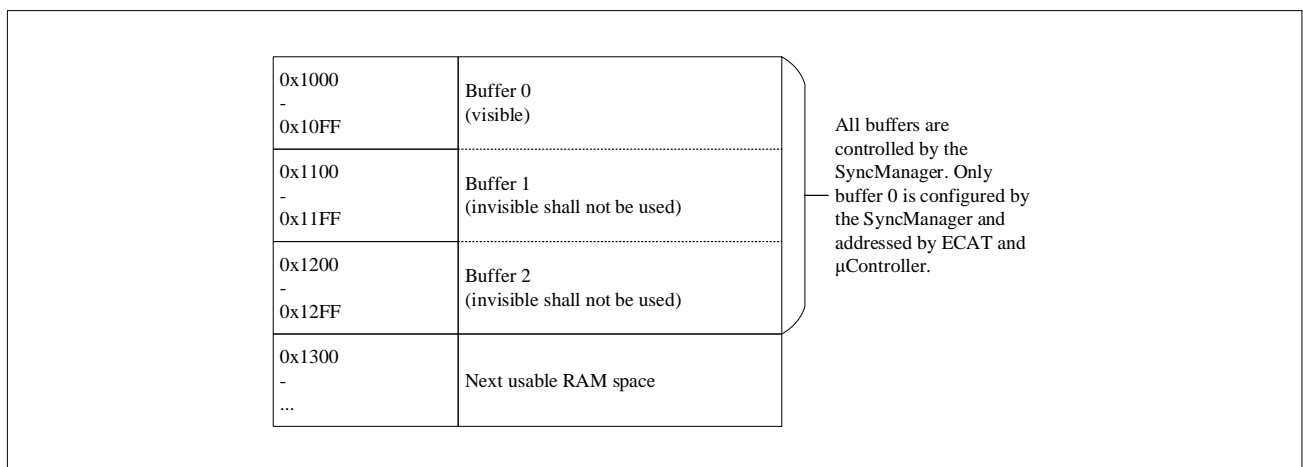 0x1000
-
0x10FF
Buffer 0
(visible)
0x1100
-
0x11FF
Buffer 1
(invisible shall not be used)
0x1200
-
0x12FF
Buffer 2
(invisible shall not be used)
0x1300
-
...
Next usable RAM space
All buffers are
controlled by the
SyncManager. Only
buffer 0 is configured by
the SyncManager and
addressed by ECAT and
μController.